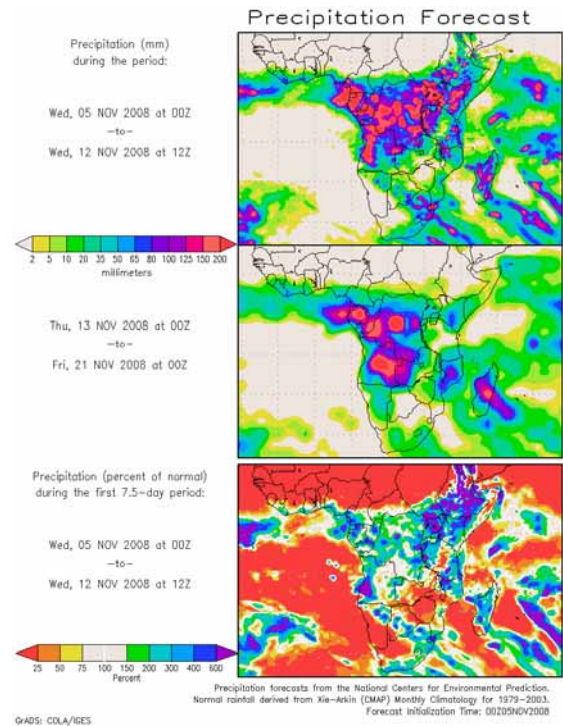 Precipitation Forecast
Precipitation (mm)
during the period:
Wed, 05 NOV 2008 at 00Z
-to-
Wed, 12 NOV 2008 at 12Z
2 5 10 20 35 50 65 80 100 125 150 200
millimeters
Thu, 13 NOV 2008 at 00Z
-to-
Fri, 21 NOV 2008 at 00Z
Precipitation (percent of normal)
during the first 7.5-day period:
Wed, 05 NOV 2008 at 00Z
-to-
Wed, 12 NOV 2008 at 12Z
25 50 75 100 150 200 300 400 600
Percent
Precipitation forecasts from the National Centers for Environmental Prediction.
Normal rainfall derived from Xie-Arkin (CMAP) Monthly Climatology for 1979-2003.
Forecast Initialization Time: 00Z05NOV2008
GrADS: COLA/IGES